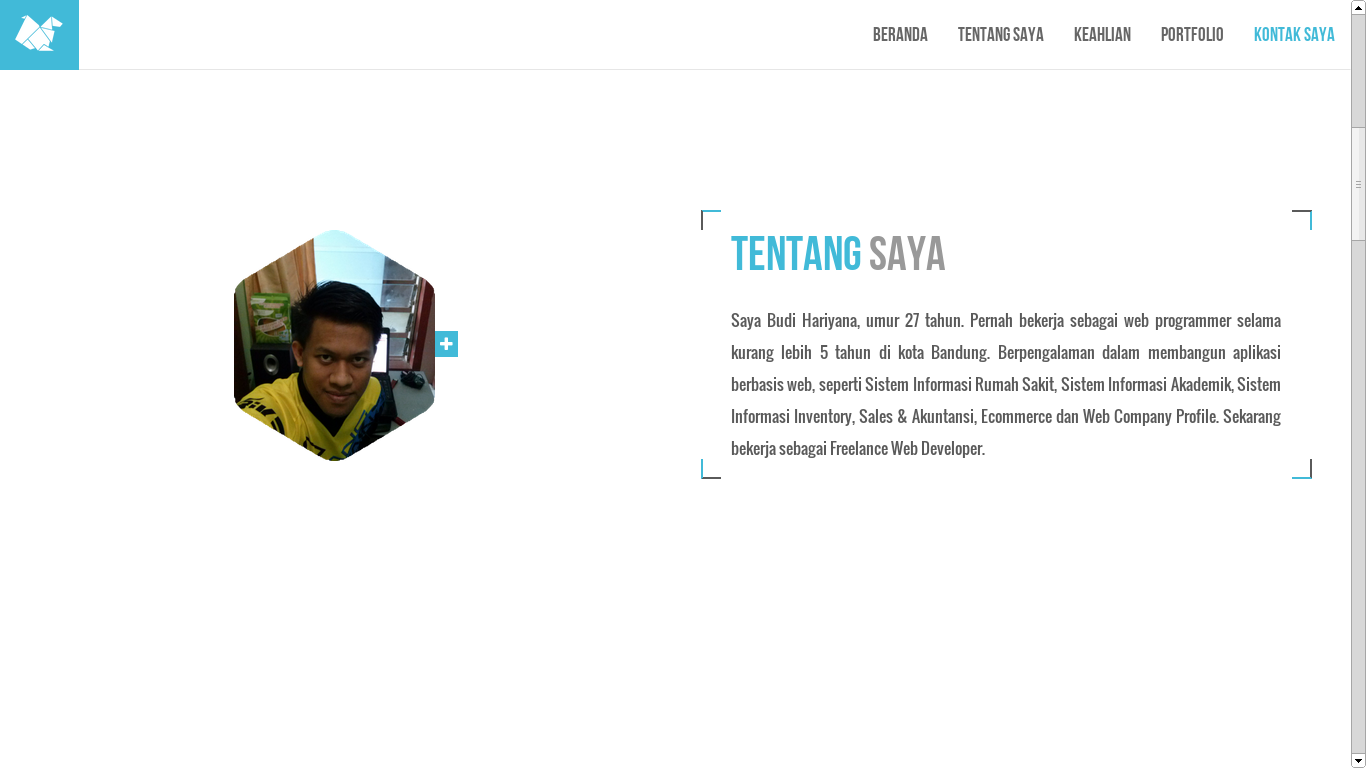 BERANDA TENTANG SAYA KEAHLIAN PORTFOLIO KONTAK SAYA
TENTANG SAYA
Saya Budi Hariyana, umur 27 tahun. Pernah bekerja sebagai web programmer selama
kurang lebih 5 tahun di kota Bandung. Berpengalaman dalam membangun aplikasi
berbasis web, seperti Sistem Informasi Rumah Sakit, Sistem Informasi Akademik, Sistem
Informasi Inventory, Sales & Akuntansi, Ecommerce dan Web Company Profile. Sekarang
bekerja sebagai Freelance Web Developer.